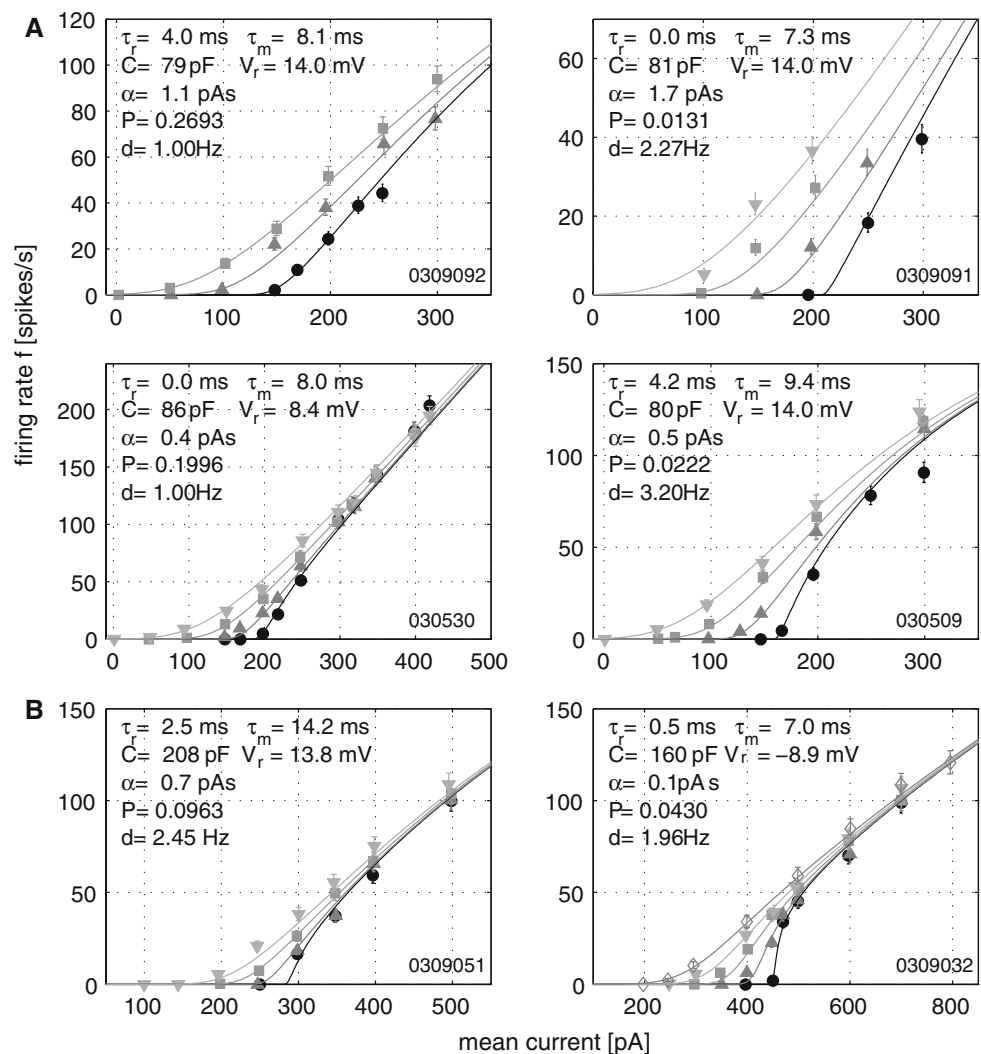 A
τr= 4.0 ms τm= 8.1 ms
C= 79 pF Vr= 14.0 mV
α= 1.1 pAs
P= 0.2693
d= 1.00Hz
0309092
120
100
80
60
40
20
0
0 100 200 300
τr= 0.0 ms τm= 7.3 ms
C= 81 pF Vr= 14.0 mV
α= 1.7 pAs
P= 0.0131
d= 2.27Hz
0309091
60
40
20
0
0 100 200 300
firing rate f [spikes/s]
τr= 0.0 ms τm= 8.0 ms
C= 86 pF Vr= 8.4 mV
α= 0.4 pAs
P= 0.1996
d= 1.00Hz
030530
200
150
100
50
0
0 100 200 300 400 500
τr= 4.2 ms τm= 9.4 ms
C= 80 pF Vr= 14.0 mV
α= 0.5 pAs
P= 0.0222
d= 3.20Hz
030509
150
100
50
0
0 100 200 300
B
τr= 2.5 ms τm= 14.2 ms
C= 208 pF Vr= 13.8 mV
α= 0.7 pAs
P= 0.0963
d= 2.45 Hz
0309051
150
100
50
0
100 200 300 400 500
τr= 0.5 ms τm= 7.0 ms
C= 160 pF Vr= −8.9 mV
α= 0.1pA s
P= 0.0430
d= 1.96Hz
0309032
150
100
50
0
200 400 600 800
mean current [pA]